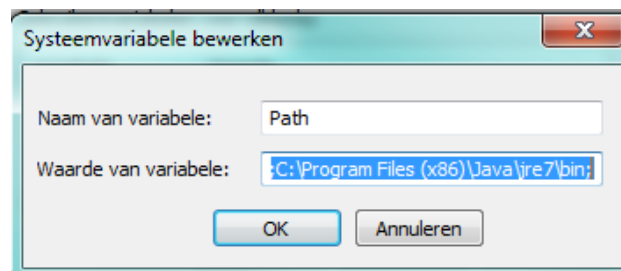 Systeemvariabele bewerken
Naam van variabele: Path
Waarde van variabele: ;C:\Program Files (x86)\Java\jre7\bin;
OK Annuleren